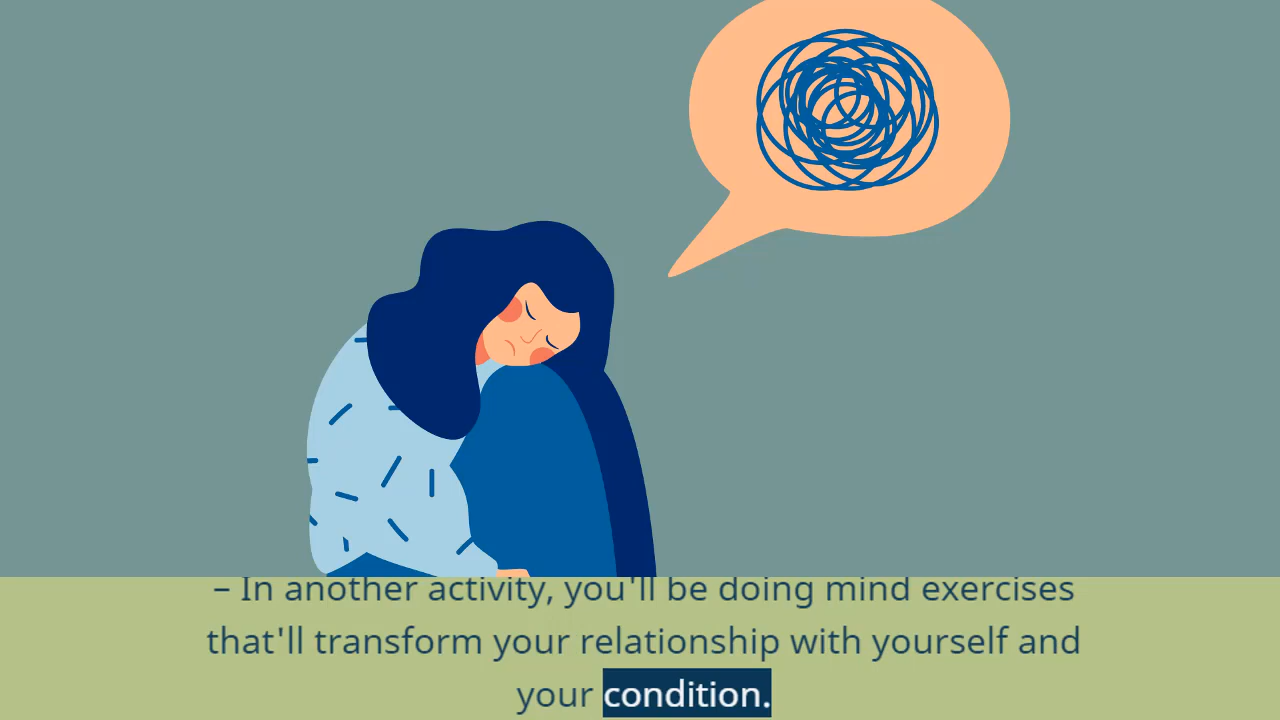 – In another activity, you'll be doing mind exercises
that'll transform your relationship with yourself and
your condition.